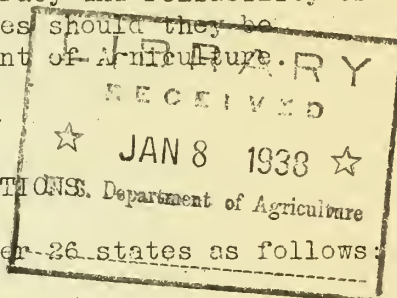 es should they be
nt of Arniculture.
LIBRARY
RECEIVED
☆ JAN 8 1938 ☆
TIONS. Department of Agriculture
er 26 states as follows: